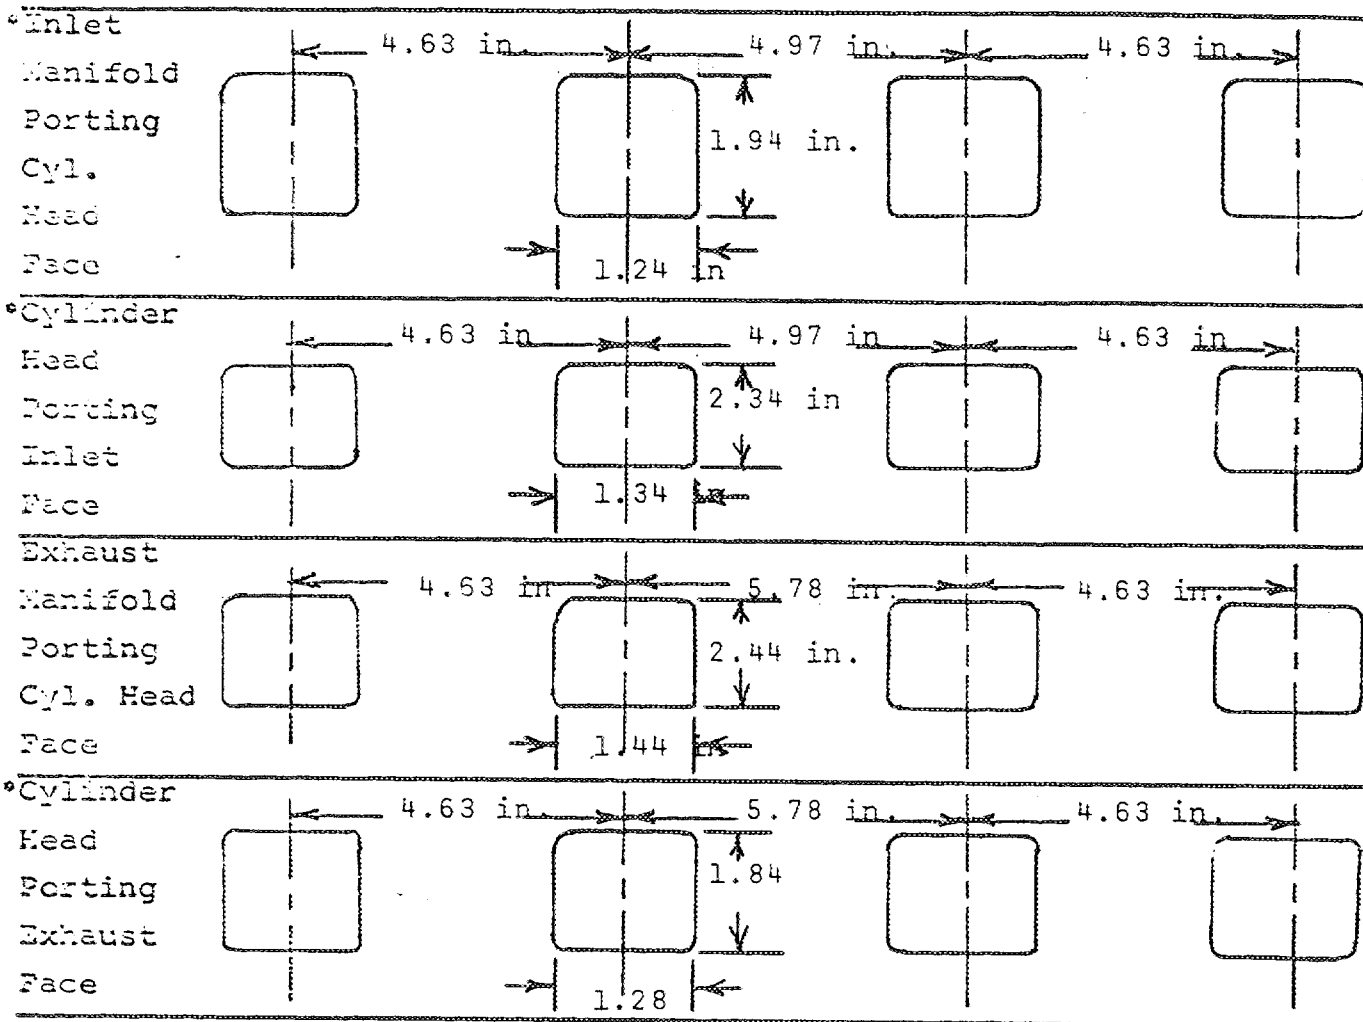 *Inlet
4.63 in. 4.97 in. 4.63 in.
Manifold
Porting
1.94 in.
Cyl.
Head
Face
1.24 in
*Cylinder
4.63 in 4.97 in 4.63 in
Head
2.34 in
Porting
Inlet
1.34 in
Face
Exhaust
4.63 in 5.78 in. 4.63 in.
Manifold
Porting
2.44 in.
Cyl. Head
Face
1.44 in
*Cylinder
4.63 in. 5.78 in. 4.63 in.
Head
1.84
Porting
Exhaust
Face
1.28